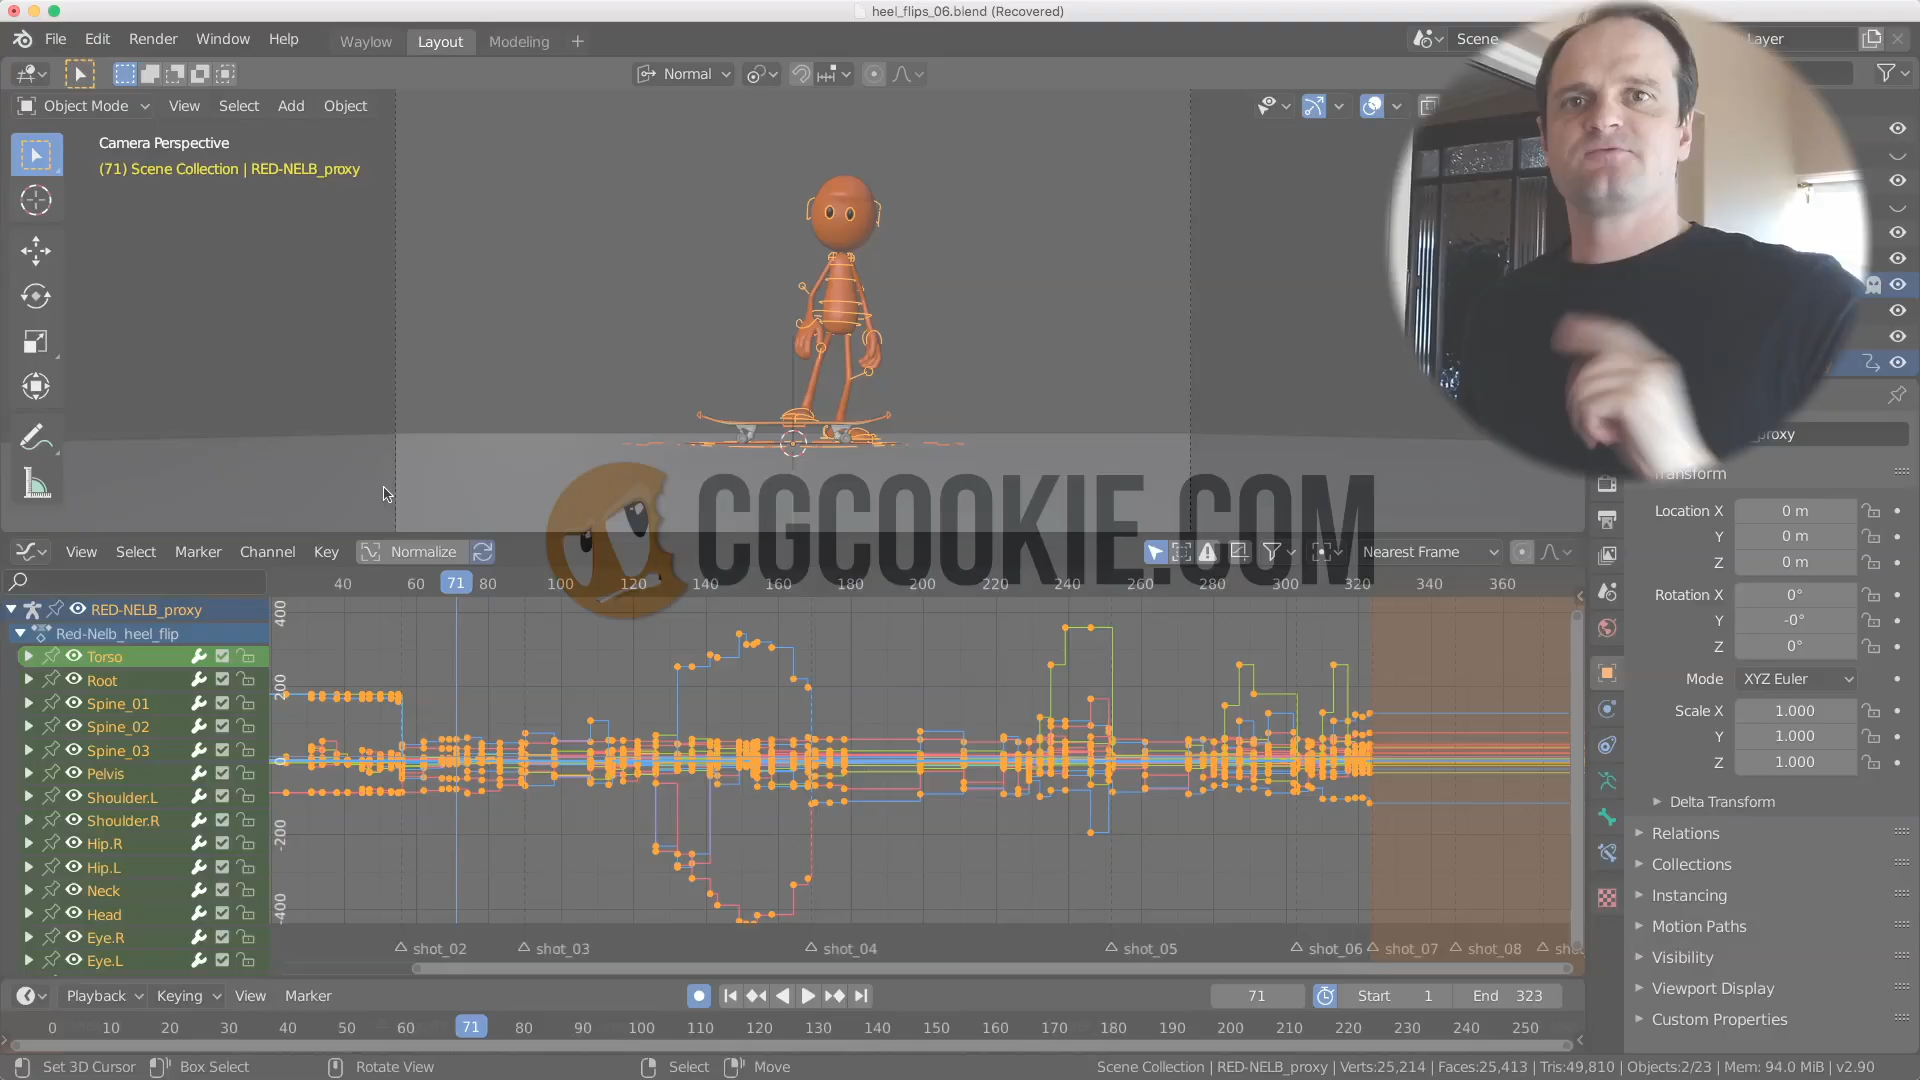 heel_flips_06.blend (Recovered)
File Edit Render Window Help Waylow Layout Modeling + Scene Layer
Normal
Object Mode View Select Add Object
Camera Perspective
(71) Scene Collection | RED-NELB_proxy
CGCOOKIE.COM
View Select Marker Channel Key Normalize Nearest Frame
40 60 71 80 100 120 140 160 180 200 220 240 260 280 300 320 340 360
RED-NELB_proxy
Red-Nelb_heel_flip
Torso
Root
Spine_01
Spine_02
Spine_03
Pelvis
Shoulder.L
Shoulder.R
Hip.R
Hip.L
Neck
Head
Eye.R
Eye.L
400
200
0
-200
-400
shot_02 shot_03 shot_04 shot_05 shot_06 shot_07 shot_08
proxy
Transform
Location X 0 m
Y 0 m
Z 0 m
Rotation X 0°
Y -0°
Z 0°
Mode XYZ Euler
Scale X 1.000
Y 1.000
Z 1.000
Delta Transform
Relations
Collections
Instancing
Motion Paths
Visibility
Viewport Display
Custom Properties
Playback Keying View Marker 71 Start 1 End 323
0 10 20 30 40 50 60 71 80 90 100 110 120 130 140 150 160 170 180 190 200 210 220 230 240 250
Set 3D Cursor Box Select Rotate View Select Move Scene Collection | RED-NELB_proxy | Verts:25,214 | Faces:25,413 | Tris:49,810 | Objects:2/23 | Mem: 94.0 MiB | v2.90